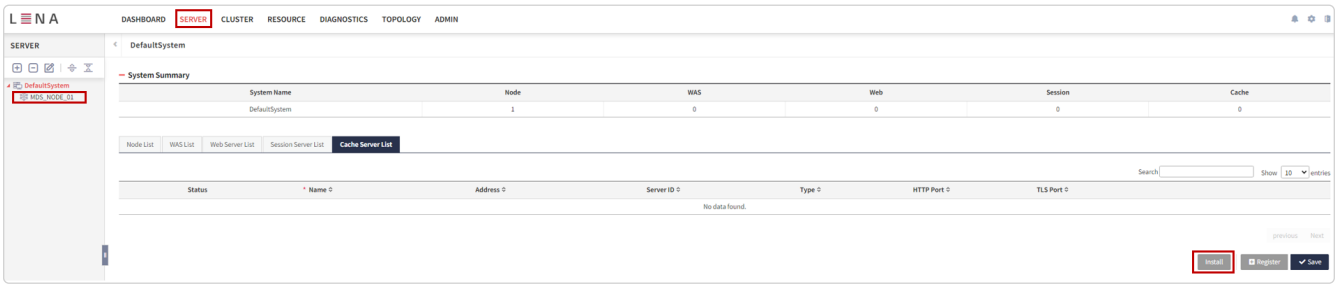 LENA
DASHBOARD SERVER CLUSTER RESOURCE DIAGNOSTICS TOPOLOGY ADMIN
SERVER
DefaultSystem
DefaultSystem
MDS_NODE_01
System Summary
System Name Node WAS Web Session Cache
DefaultSystem 1 0 0 0 0
Node List WAS List Web Server List Session Server List Cache Server List
Search Show 10 entries
Status * Name Address Server ID Type HTTP Port TLS Port
No data found.
previous Next
Install Register Save